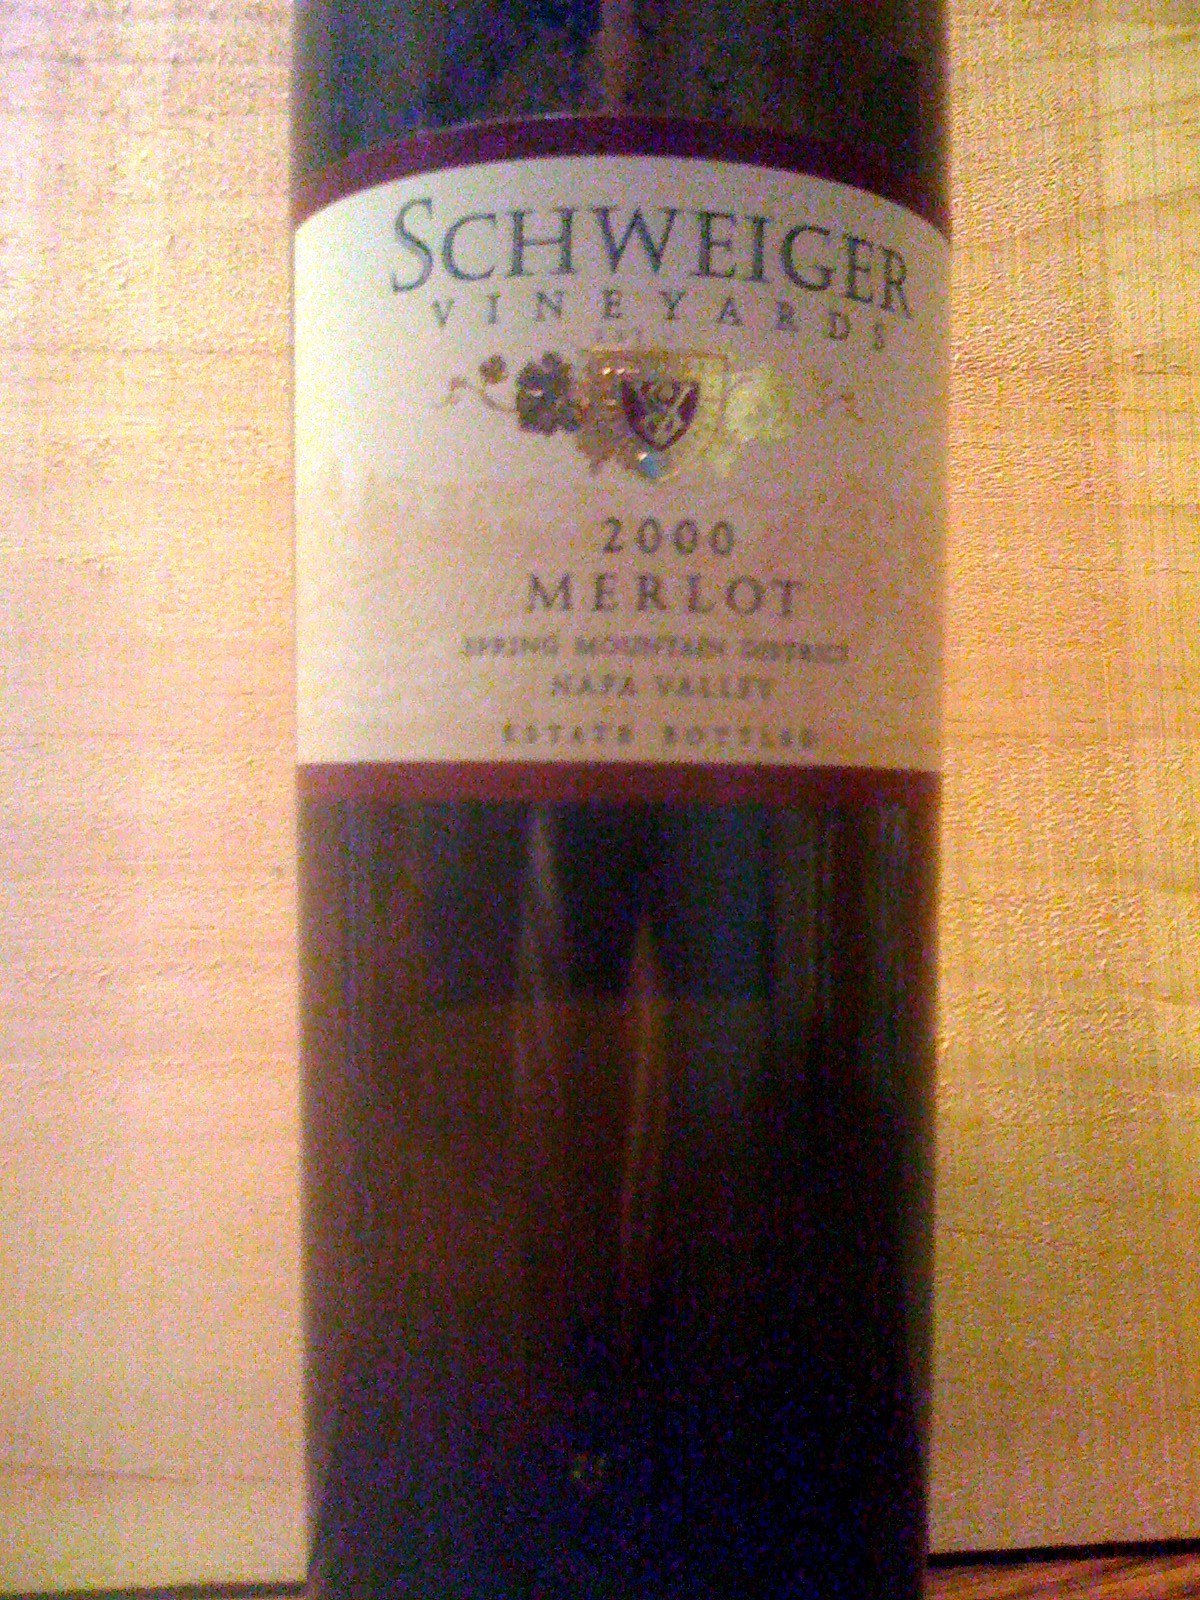 SCHWEIGER
VINEYARDS
2000
MERLOT
SPRING MOUNTAIN DISTRICT
NAPA VALLEY
ESTATE BOTTLED